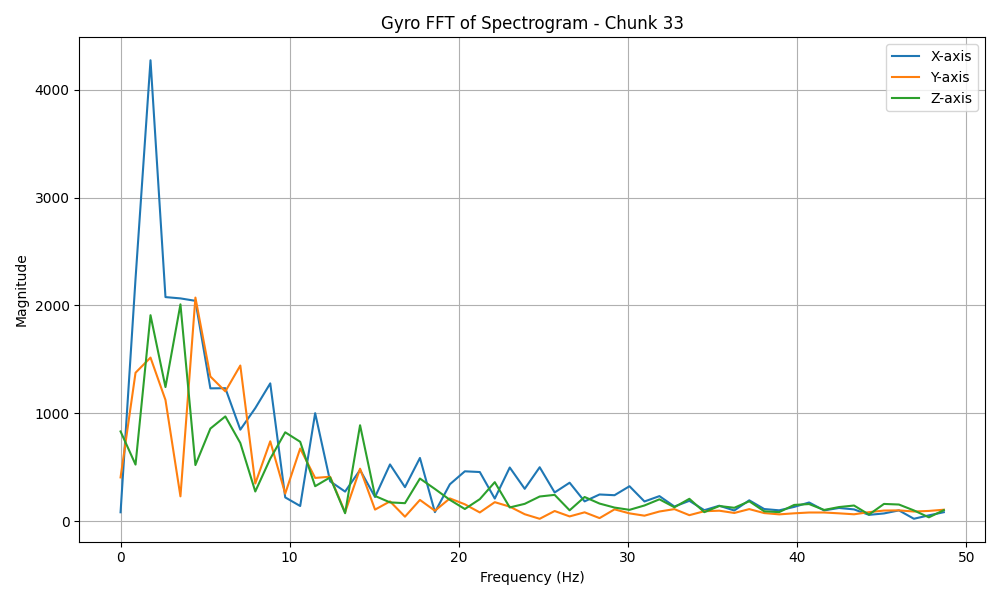 Gyro FFT of Spectrogram - Chunk 33
X-axis
Y-axis
Z-axis
4000
3000
2000
1000
0
Magnitude
0 10 20 30 40 50
Frequency (Hz)